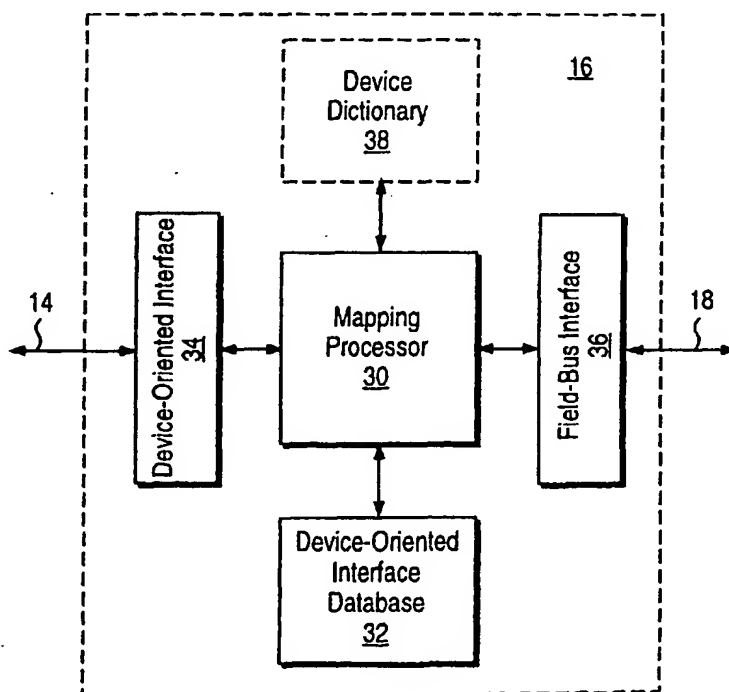 16
Device
Dictionary
38
14
Device-Oriented Interface
34
Mapping
Processor
30
Field-Bus Interface
36
18
Device-Oriented
Interface
Database
32